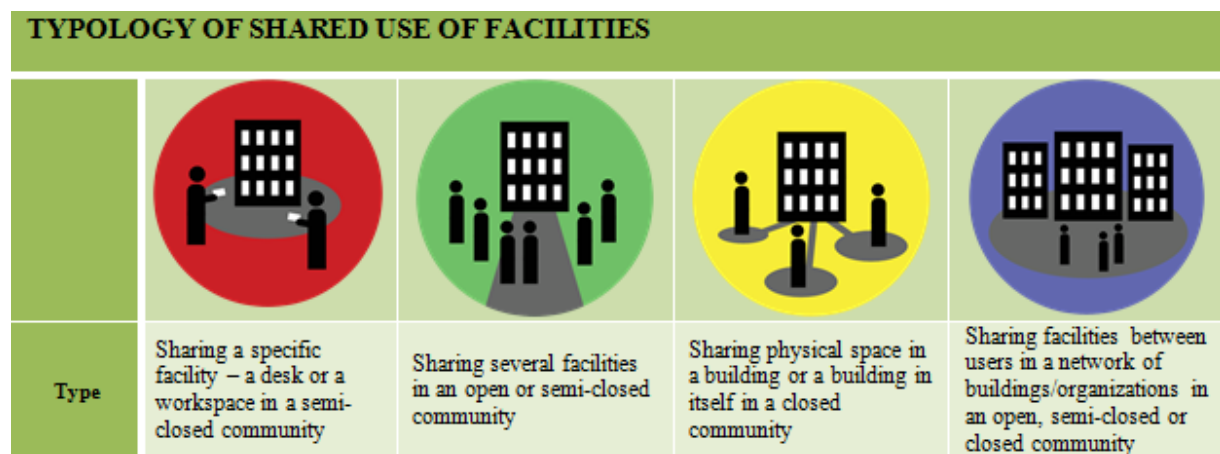 TYPOLOGY OF SHARED USE OF FACILITIES
Type
Sharing a specific
facility – a desk or a
workspace in a semi-
closed community
Sharing several facilities
in an open or semi-closed
community
Sharing physical space in
a building or a building in
itself in a closed
community
Sharing facilities between
users in a network of
buildings/organizations in
an open, semi-closed or
closed community